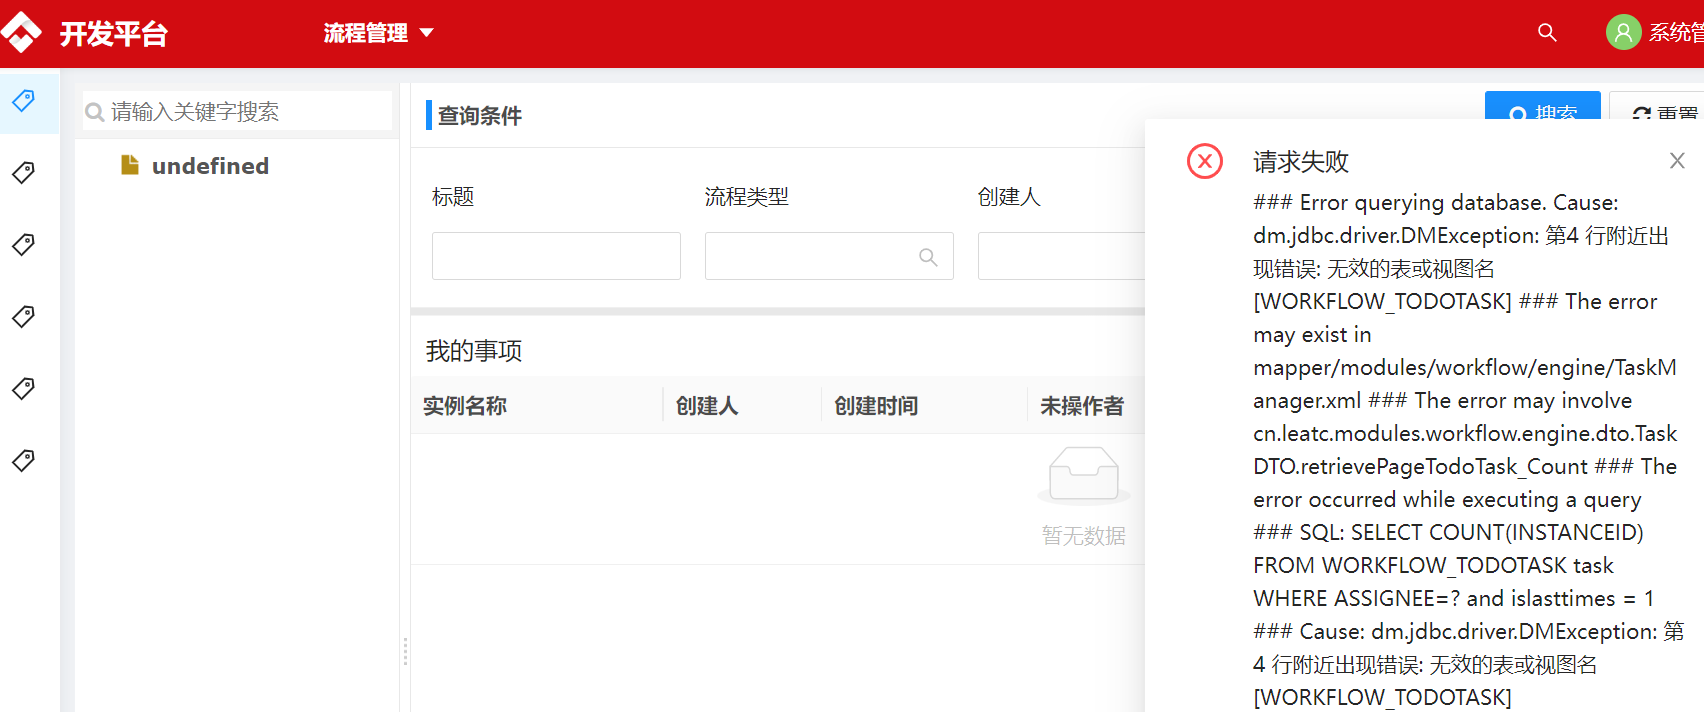 开发平台
流程管理
系统管
请输入关键字搜索
undefined
查询条件
搜索
重置
标题
流程类型
创建人
我的事项
实例名称
创建人
创建时间
未操作者
暂无数据
请求失败
### Error querying database. Cause:
dm.jdbc.driver.DMException: 第4 行附近出
现错误: 无效的表或视图名
[WORKFLOW_TODOTASK] ### The error
may exist in
mapper/modules/workflow/engine/TaskM
anager.xml ### The error may involve
cn.leatc.modules.workflow.engine.dto.Task
DTO.retrievePageTodoTask_Count ### The
error occurred while executing a query
### SQL: SELECT COUNT(INSTANCEID)
FROM WORKFLOW_TODOTASK task
WHERE ASSIGNEE=? and islasttimes = 1
### Cause: dm.jdbc.driver.DMException: 第
4 行附近出现错误: 无效的表或视图名
[WORKFLOW_TODOTASK]